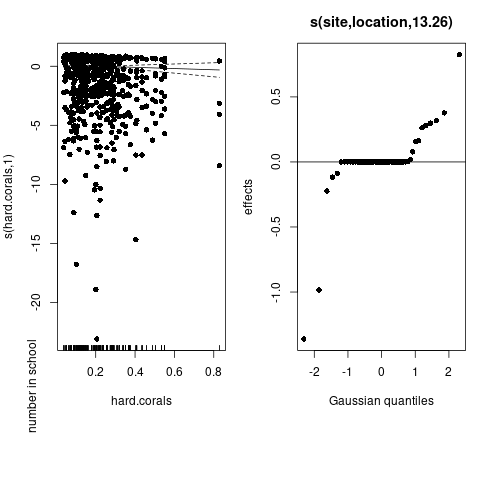 s(site,location,13.26)
s(hard.corals,1)
0
-5
-10
-15
-20
0.2 0.4 0.6 0.8
hard.corals
number in school
effects
0.5
0.0
-0.5
-1.0
-2 -1 0 1 2
Gaussian quantiles